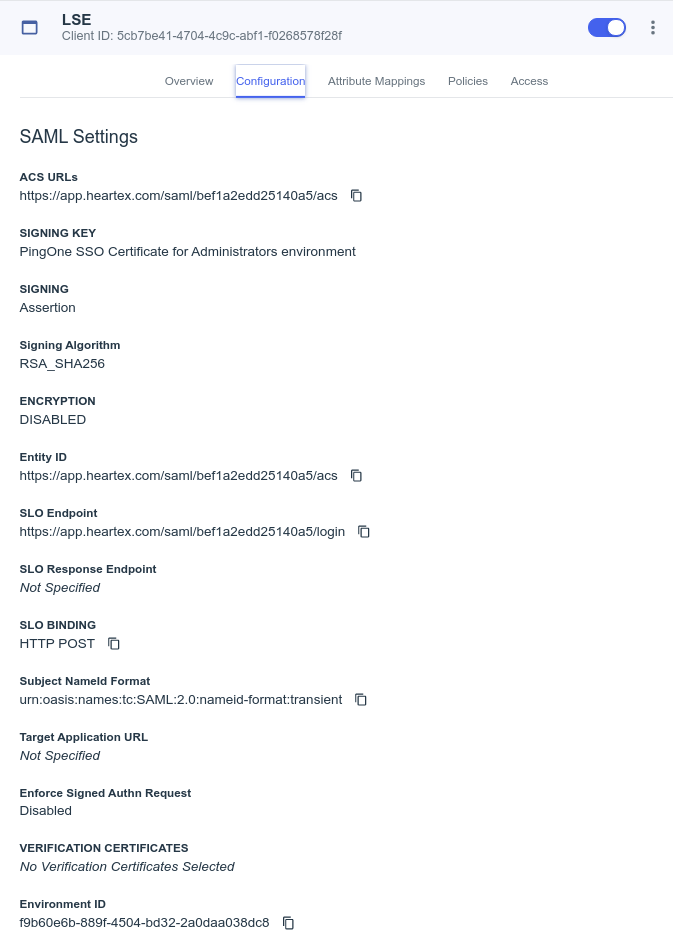 LSE
Client ID: 5cb7be41-4704-4c9c-abf1-f0268578f28f
Overview Configuration Attribute Mappings Policies Access
SAML Settings
ACS URLs
https://app.heartex.com/saml/bef1a2edd25140a5/acs
SIGNING KEY
PingOne SSO Certificate for Administrators environment
SIGNING
Assertion
Signing Algorithm
RSA_SHA256
ENCRYPTION
DISABLED
Entity ID
https://app.heartex.com/saml/bef1a2edd25140a5/acs
SLO Endpoint
https://app.heartex.com/saml/bef1a2edd25140a5/login
SLO Response Endpoint
Not Specified
SLO BINDING
HTTP POST
Subject NameId Format
urn:oasis:names:tc:SAML:2.0:nameid-format:transient
Target Application URL
Not Specified
Enforce Signed Authn Request
Disabled
VERIFICATION CERTIFICATES
No Verification Certificates Selected
Environment ID
f9b60e6b-889f-4504-bd32-2a0daa038dc8